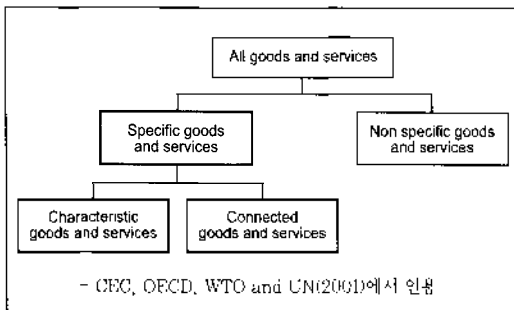 All goods and services
Specific goods
and services
Non specific goods
and services
Characteristic
goods and services
Connected
goods and services
- CEC, OECD, WTO and UN(2001)에서 인용